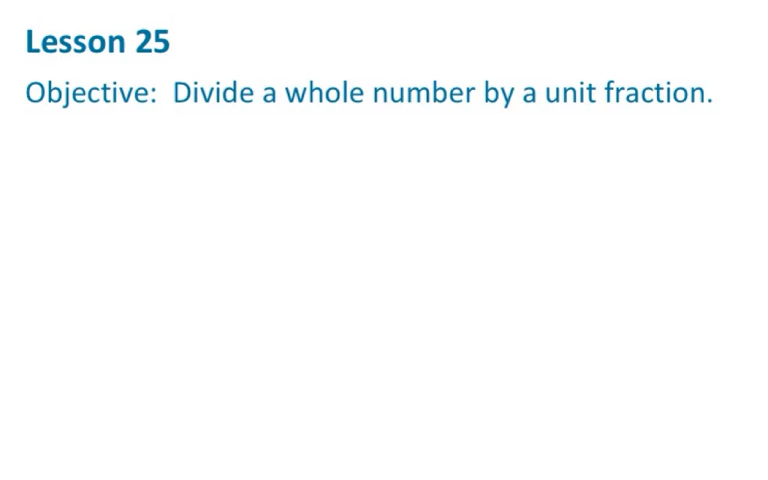 Lesson 25
Objective:  Divide a whole number by a unit fraction.